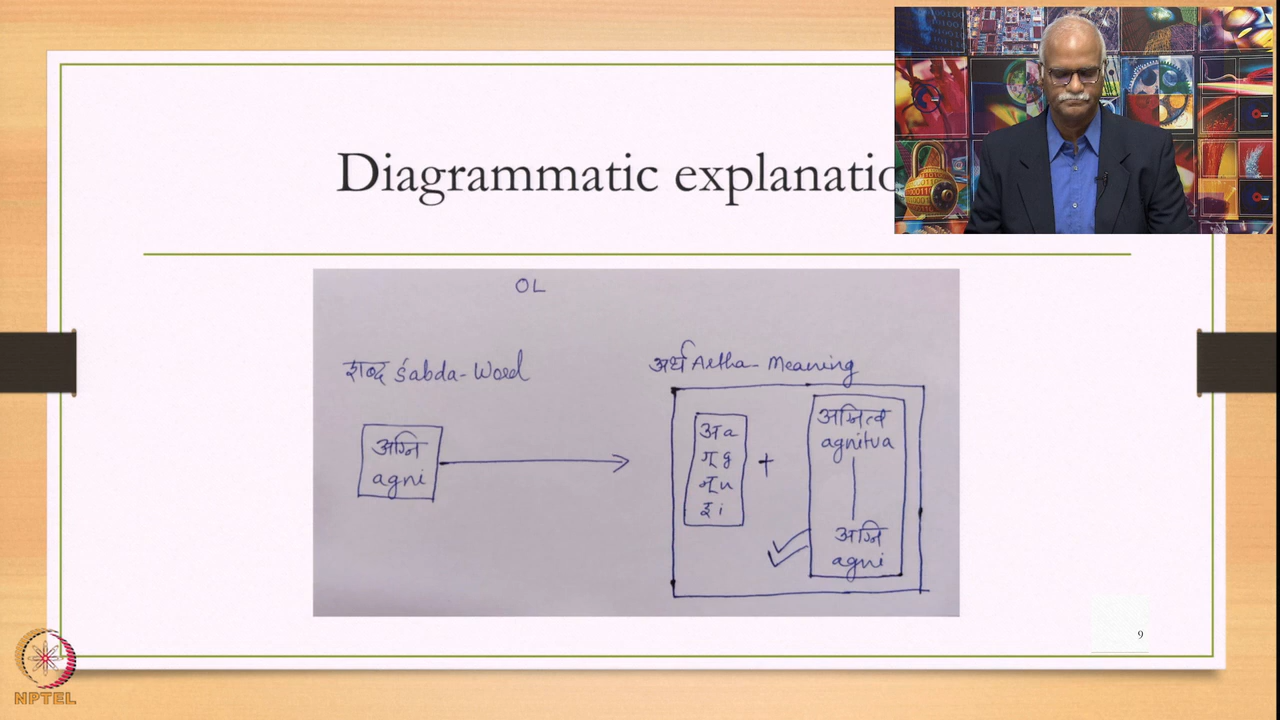 Diagrammatic explanatio
OL
शब्द śabda-Word
अर्थ Artha-Meaning
अग्नि
agni
अ a
ग् g
न् n
इ i
+
अग्नित्व
agnitva
अग्नि
agni
9
NPTEL